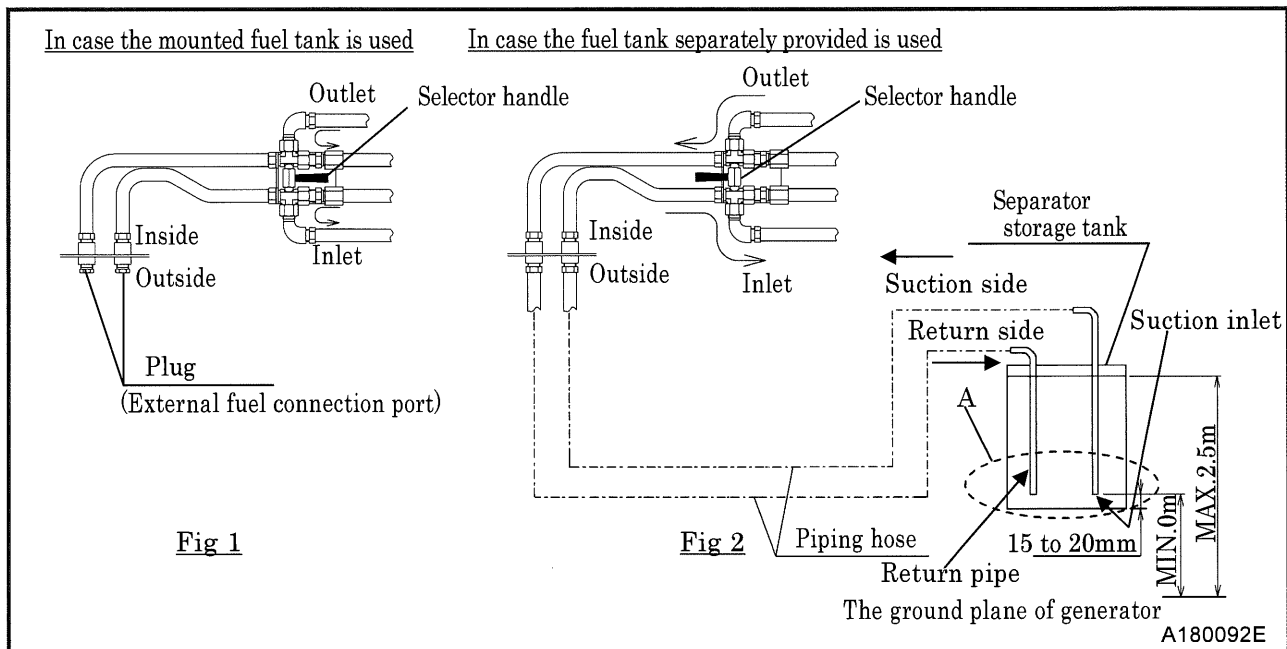 In case the mounted fuel tank is used
Outlet
Selector handle
Inside
Inlet
Outside
Plug
(External fuel connection port)
Fig 1
In case the fuel tank separately provided is used
Outlet
Selector handle
Inside
Outside
Inlet
Separator
storage tank
Suction side
Suction inlet
Return side
A
MAX.2.5m
MIN.0m
15 to 20mm
Fig 2
Piping hose
Return pipe
The ground plane of generator
A180092E